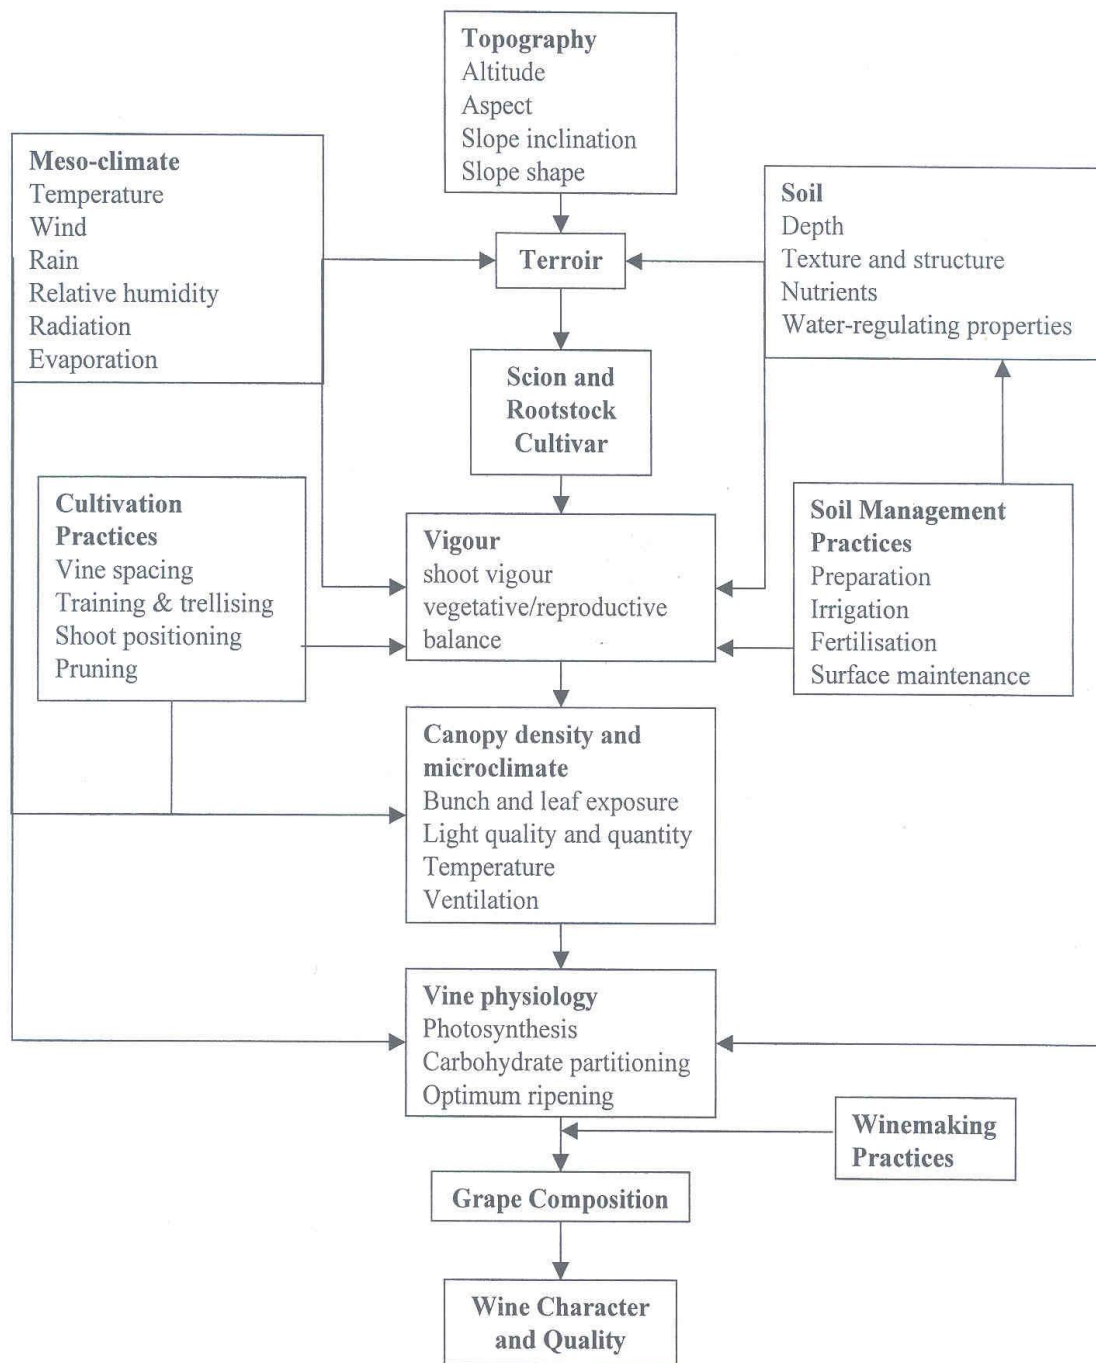 Topography
Altitude
Aspect
Slope inclination
Slope shape
Meso-climate
Temperature
Wind
Rain
Relative humidity
Radiation
Evaporation
Soil
Depth
Texture and structure
Nutrients
Water-regulating properties
Terroir
Scion and
Rootstock
Cultivar
Cultivation
Practices
Vine spacing
Training & trellising
Shoot positioning
Pruning
Vigour
shoot vigour
vegetative/reproductive
balance
Soil Management
Practices
Preparation
Irrigation
Fertilisation
Surface maintenance
Canopy density and
microclimate
Bunch and leaf exposure
Light quality and quantity
Temperature
Ventilation
Vine physiology
Photosynthesis
Carbohydrate partitioning
Optimum ripening
Winemaking
Practices
Grape Composition
Wine Character
and Quality